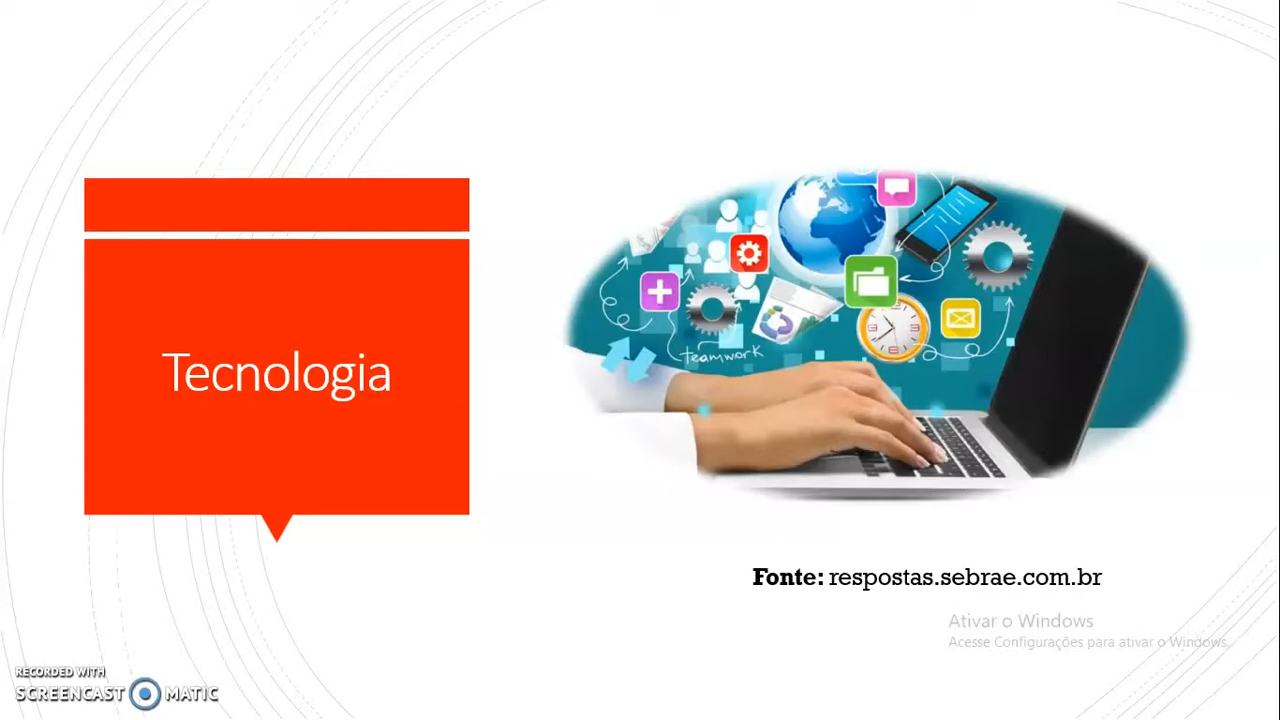 Tecnologia
teamwork
Fonte: respostas.sebrae.com.br
Ativar o Windows
Acesse Configurações para ativar o Windows.
RECORDED WITH
SCREENCAST MATIC